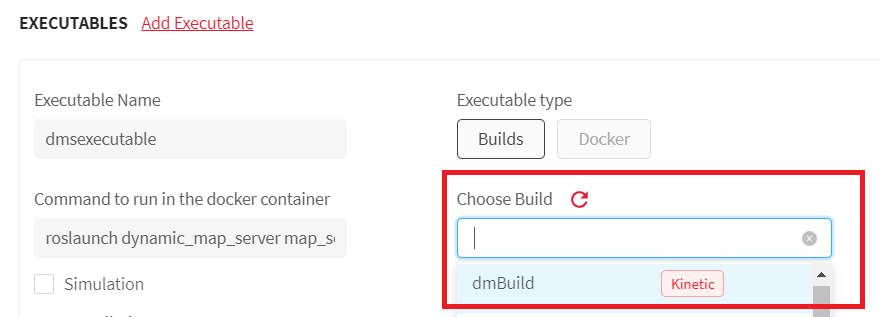 EXECUTABLES Add Executable
Executable Name
Executable type
dmsexecutable
Builds
Docker
Command to run in the docker container
Choose Build
roslaunch dynamic_map_server map_s
Simulation
dmBuild
Kinetic